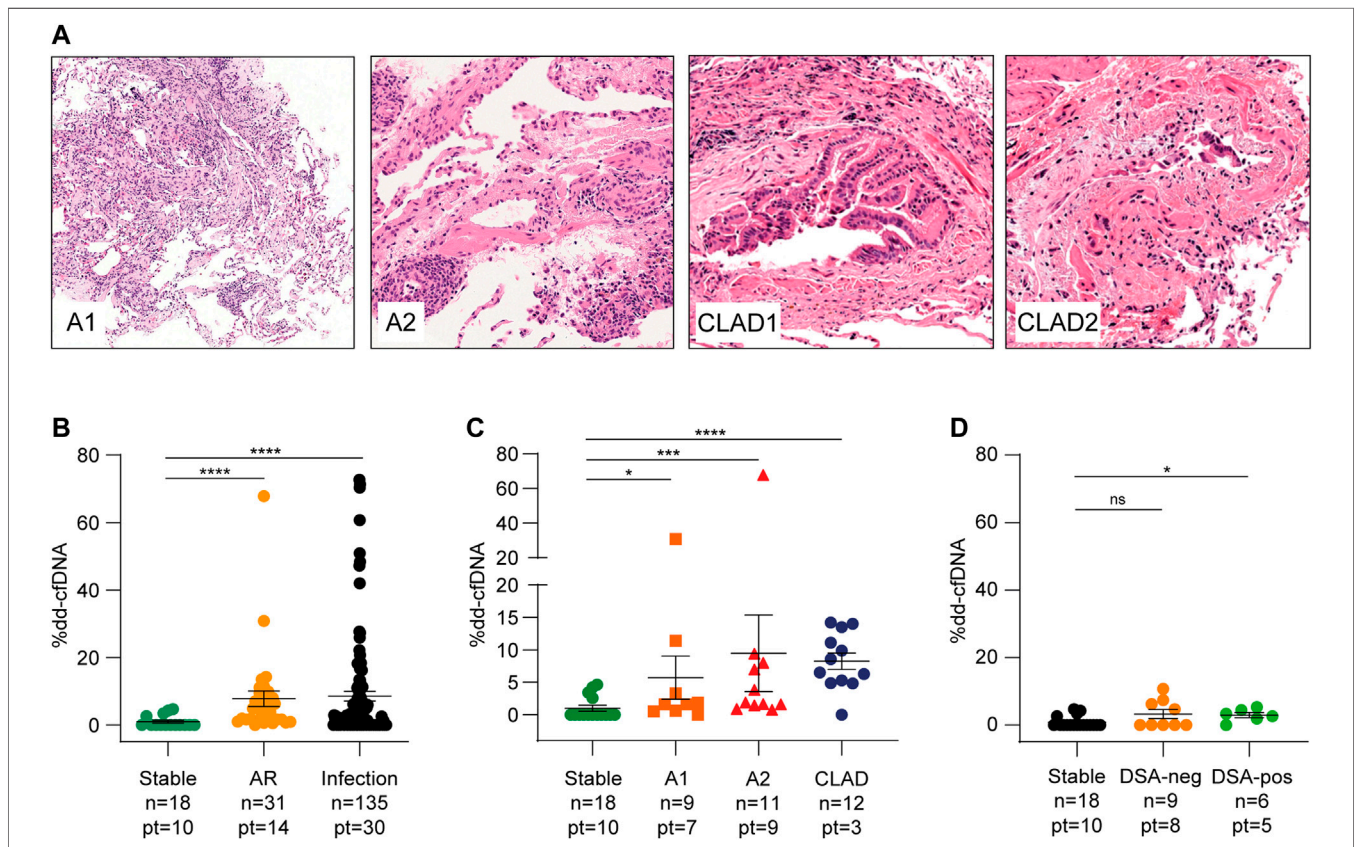 A
A1
A2
CLAD1
CLAD2
B
%dd-cfDNA
80
60
40
20
0
****
****
Stable AR Infection
n=18 n=31 n=135
pt=10 pt=14 pt=30
C
%dd-cfDNA
80
60
40
20
20
15
10
5
0
****
***
*
Stable A1 A2 CLAD
n=18 n=9 n=11 n=12
pt=10 pt=7 pt=9 pt=3
D
%dd-cfDNA
80
60
40
20
0
*
ns
Stable DSA-neg DSA-pos
n=18 n=9 n=6
pt=10 pt=8 pt=5